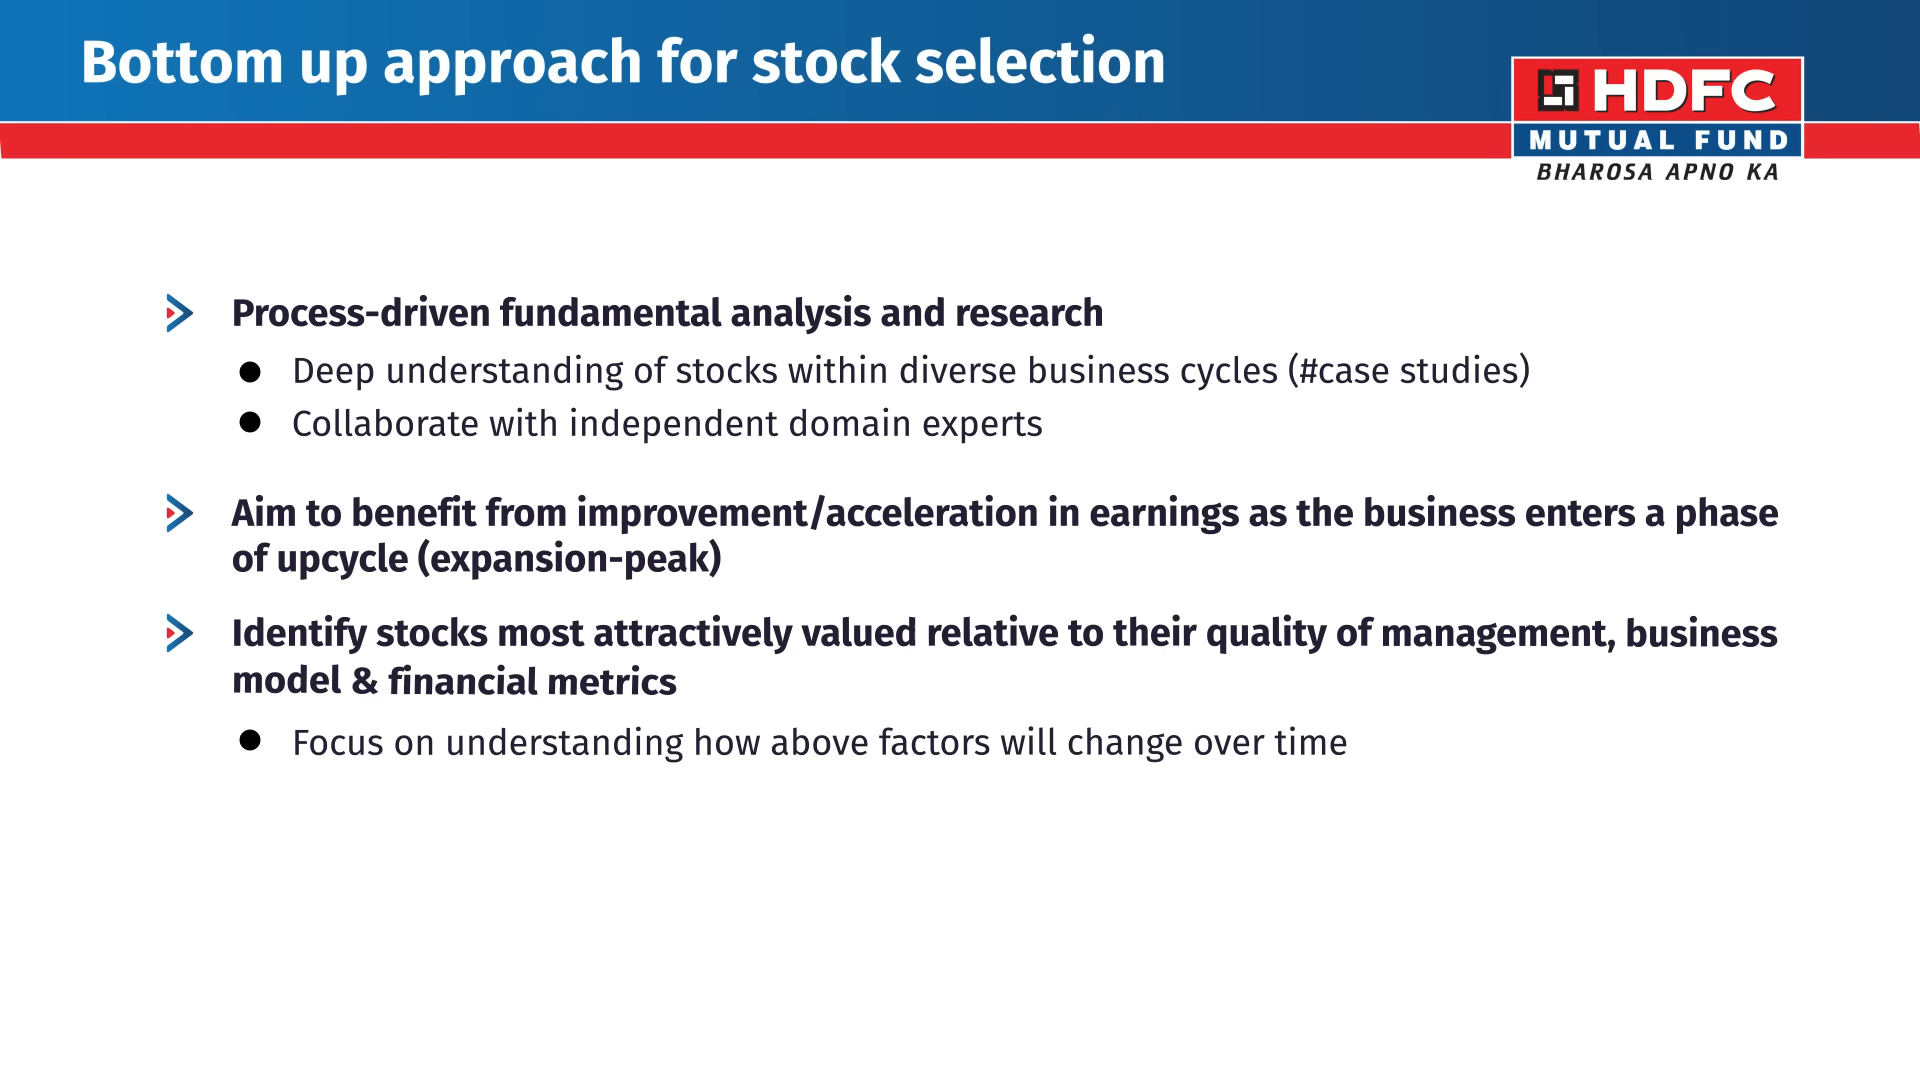 Bottom up approach for stock selection
HDFC
MUTUAL FUND
BHAROSA APNO KA
Process-driven fundamental analysis and research
● Deep understanding of stocks within diverse business cycles (#case studies)
● Collaborate with independent domain experts
Aim to benefit from improvement/acceleration in earnings as the business enters a phase
of upcycle (expansion-peak)
Identify stocks most attractively valued relative to their quality of management, business
model & financial metrics
● Focus on understanding how above factors will change over time